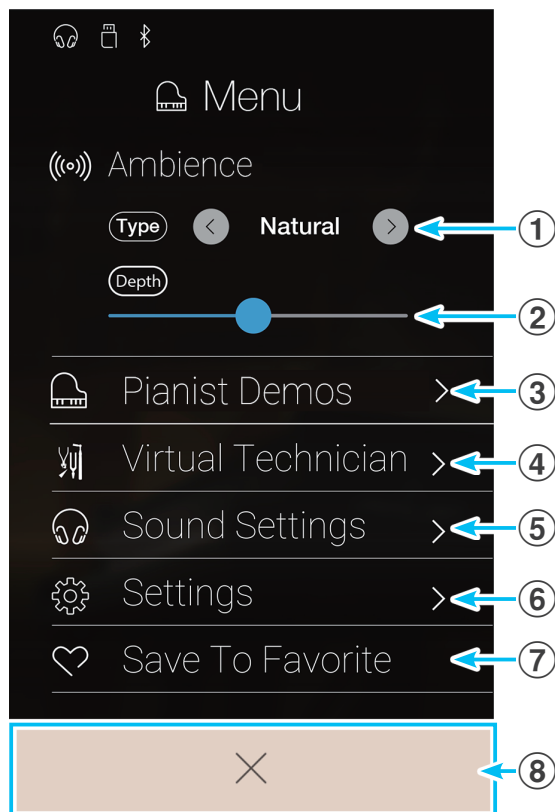 Menu
Ambience
Type Natural ①
Depth
②
Pianist Demos ③
Virtual Technician ④
Sound Settings ⑤
Settings ⑥
Save To Favorite ⑦
⑧